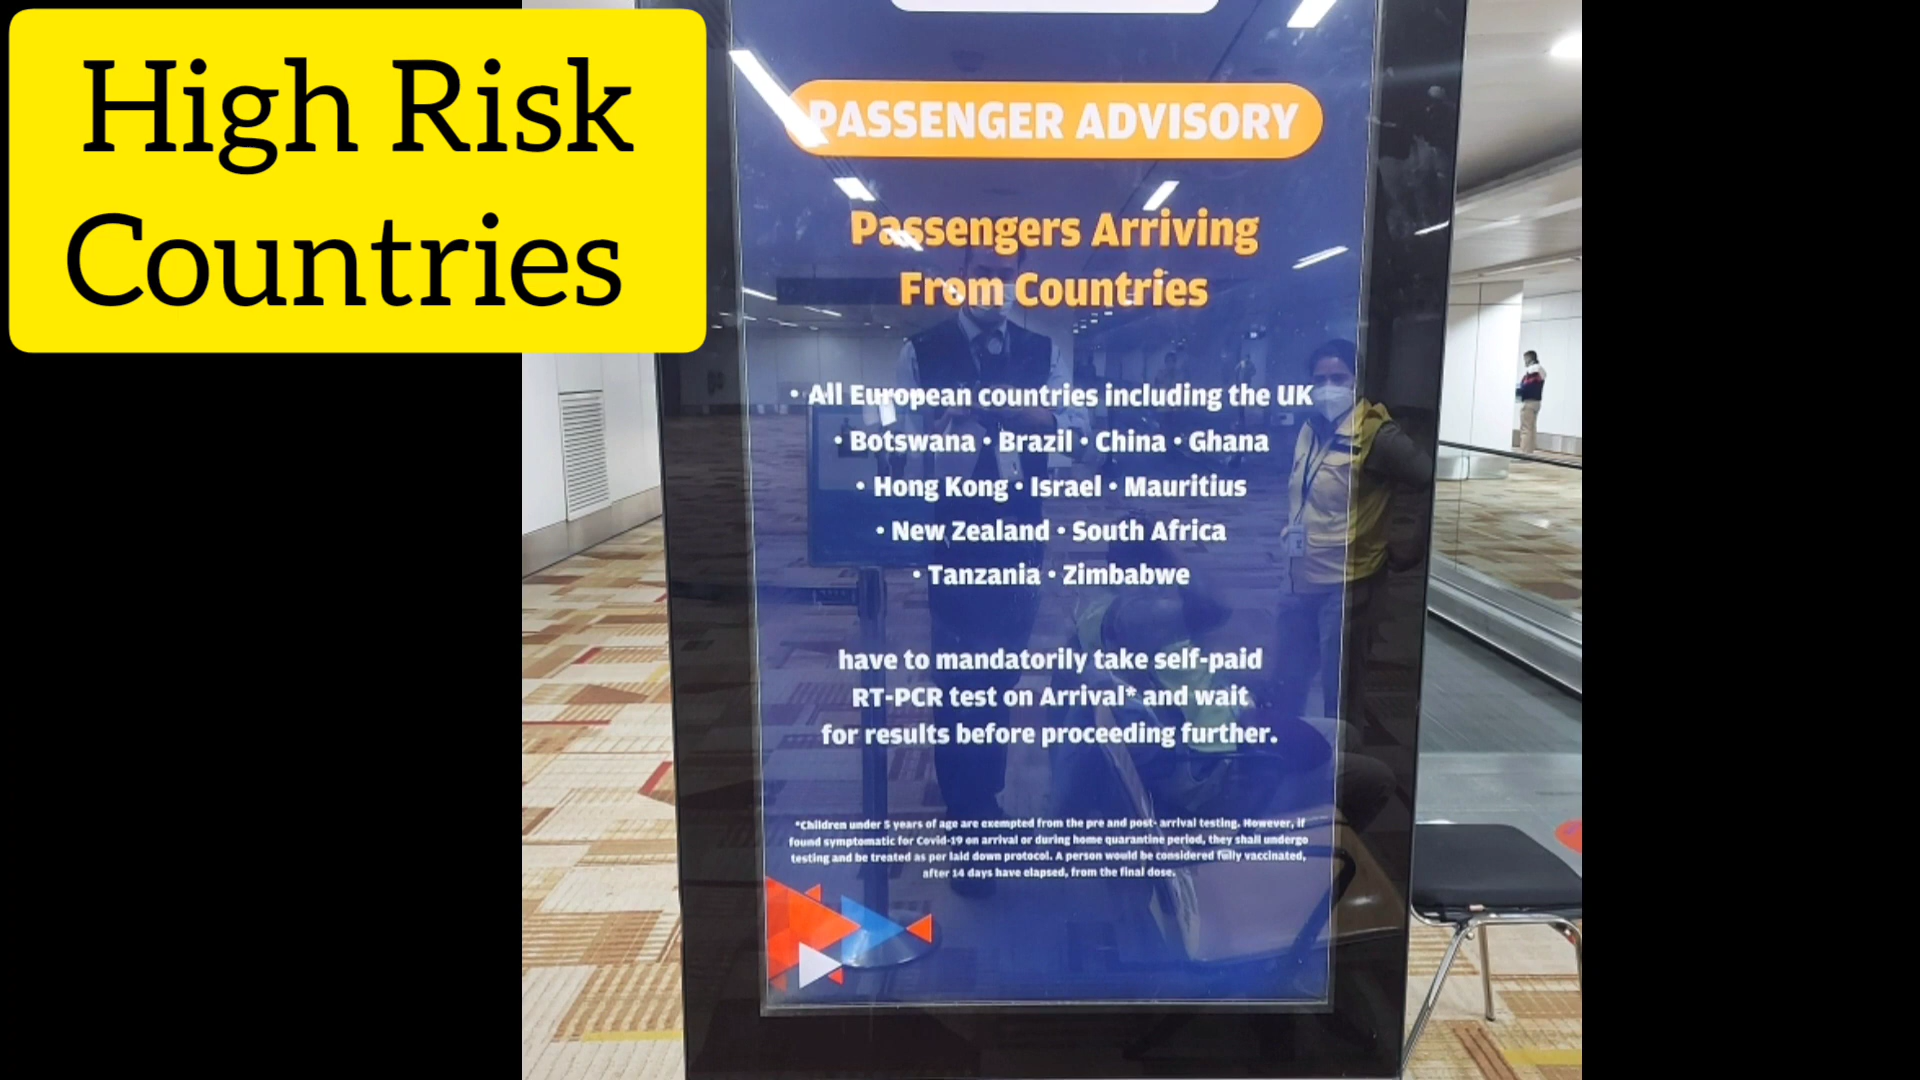 High Risk
Countries
PASSENGER ADVISORY
Passengers Arriving
From Countries
• All European countries including the UK
• Botswana • Brazil • China • Ghana
• Hong Kong • Israel • Mauritius
• New Zealand • South Africa
• Tanzania • Zimbabwe
have to mandatorily take self-paid
RT-PCR test on Arrival* and wait
for results before proceeding further.
*Children under 5 years of age are exempted from the pre and post- arrival testing. However, if
found symptomatic for Covid-19 on arrival or during home quarantine period, they shall undergo
testing and be treated as per laid down protocol. A person would be considered fully vaccinated,
after 14 days have elapsed, from the final dose.